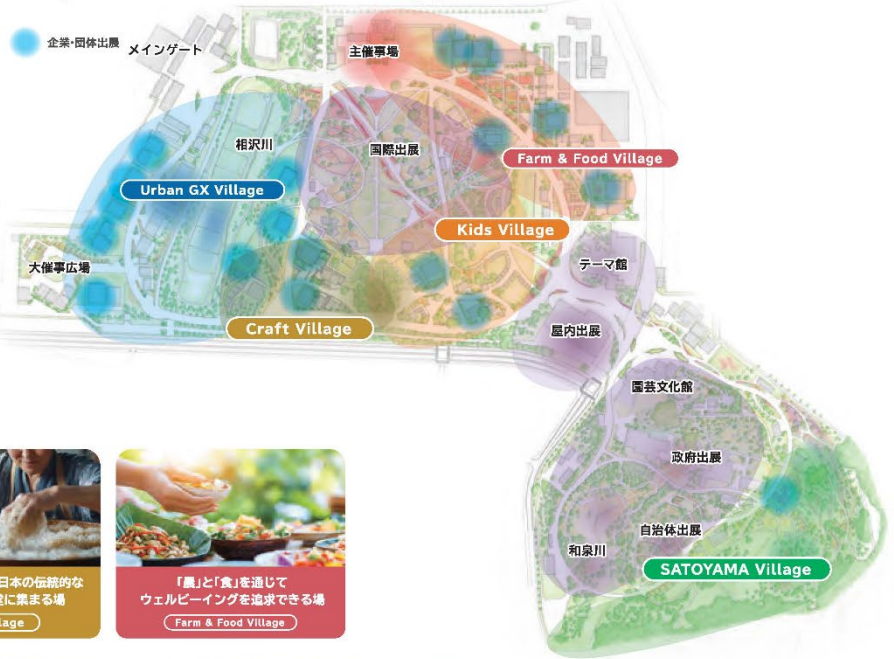 企業・団体出展
メインゲート
主催事場
相沢川
国際出展
Farm & Food Village
Urban GX Village
Kids Village
大催事広場
テーマ館
Craft Village
屋内出展
園芸文化館
政府出展
自治体出展
和泉川
SATOYAMA Village
日本の伝統的な
堂に集まる場
lage
「農」と「食」を通じて
ウェルビーイングを追求できる場
Farm & Food Village